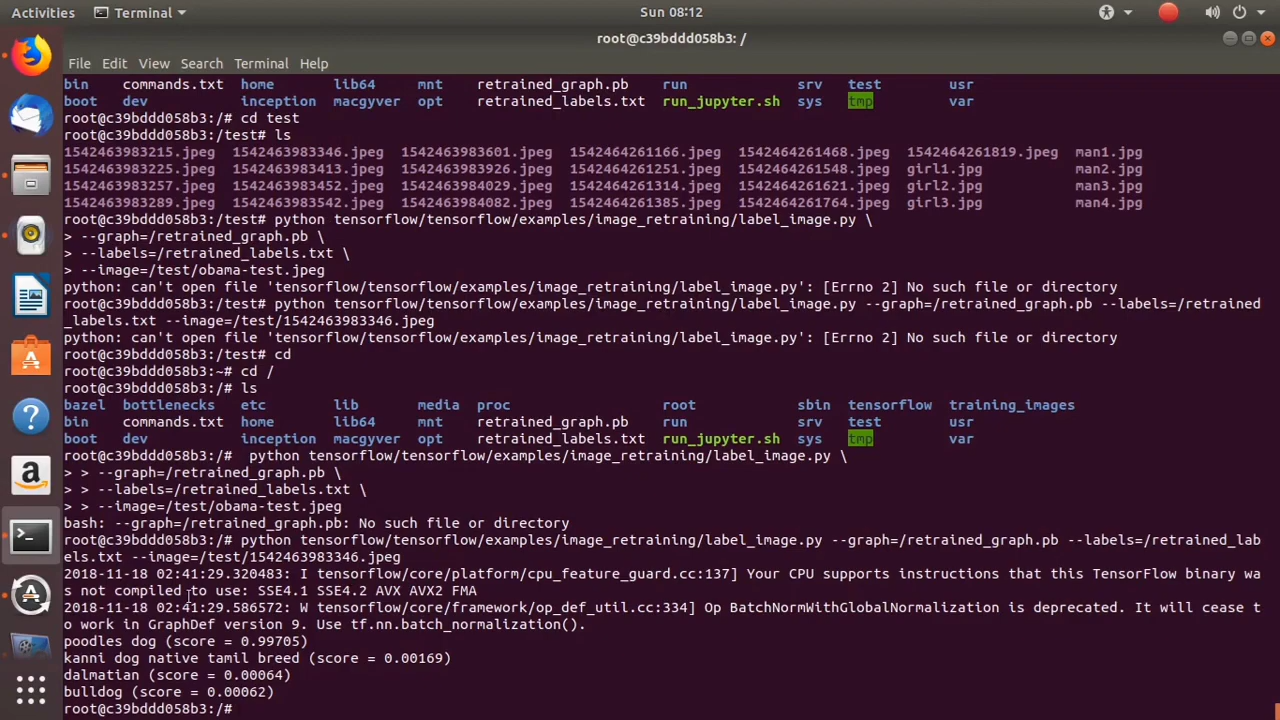 Activities Terminal Sun 08:12
root@c39bddd058b3: /
File Edit View Search Terminal Help
bin commands.txt home lib64 mnt retrained_graph.pb run srv test usr
boot dev inception macgyver opt retrained_labels.txt run_jupyter.sh sys tmp var
root@c39bddd058b3:/# cd test
root@c39bddd058b3:/test# ls
1542463983215.jpeg 1542463983346.jpeg 1542463983601.jpeg 1542464261166.jpeg 1542464261468.jpeg 1542464261819.jpeg man1.jpg
1542463983225.jpeg 1542463983413.jpeg 1542463983926.jpeg 1542464261251.jpeg 1542464261548.jpeg girl1.jpg man2.jpg
1542463983257.jpeg 1542463983452.jpeg 1542463984029.jpeg 1542464261314.jpeg 1542464261621.jpeg girl2.jpg man3.jpg
1542463983289.jpeg 1542463983542.jpeg 1542463984082.jpeg 1542464261385.jpeg 1542464261764.jpeg girl3.jpg man4.jpg
root@c39bddd058b3:/test# python tensorflow/tensorflow/examples/image_retraining/label_image.py \
> --graph=/retrained_graph.pb \
> --labels=/retrained_labels.txt \
> --image=/test/obama-test.jpeg
python: can't open file 'tensorflow/tensorflow/examples/image_retraining/label_image.py': [Errno 2] No such file or directory
root@c39bddd058b3:/test# python tensorflow/tensorflow/examples/image_retraining/label_image.py --graph=/retrained_graph.pb --labels=/retrained
_labels.txt --image=/test/1542463983346.jpeg
python: can't open file 'tensorflow/tensorflow/examples/image_retraining/label_image.py': [Errno 2] No such file or directory
root@c39bddd058b3:/test# cd
root@c39bddd058b3:~# cd /
root@c39bddd058b3:/# ls
bazel bottlenecks etc lib media proc root sbin tensorflow training_images
bin commands.txt home lib64 mnt retrained_graph.pb run srv test usr
boot dev inception macgyver opt retrained_labels.txt run_jupyter.sh sys tmp var
root@c39bddd058b3:/#  python tensorflow/tensorflow/examples/image_retraining/label_image.py \
> > --graph=/retrained_graph.pb \
> > --labels=/retrained_labels.txt \
> > --image=/test/obama-test.jpeg
bash: --graph=/retrained_graph.pb: No such file or directory
root@c39bddd058b3:/# python tensorflow/tensorflow/examples/image_retraining/label_image.py --graph=/retrained_graph.pb --labels=/retrained_lab
els.txt --image=/test/1542463983346.jpeg
2018-11-18 02:41:29.320483: I tensorflow/core/platform/cpu_feature_guard.cc:137] Your CPU supports instructions that this TensorFlow binary wa
s not compiled to use: SSE4.1 SSE4.2 AVX AVX2 FMA
2018-11-18 02:41:29.586572: W tensorflow/core/framework/op_def_util.cc:334] Op BatchNormWithGlobalNormalization is deprecated. It will cease t
o work in GraphDef version 9. Use tf.nn.batch_normalization().
poodles dog (score = 0.99705)
kanni dog native tamil breed (score = 0.00169)
dalmatian (score = 0.00064)
bulldog (score = 0.00062)
root@c39bddd058b3:/#